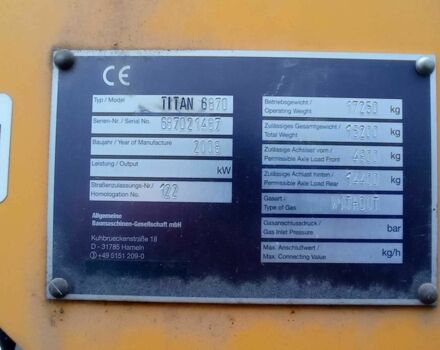 CE
Typ / Model TITAN 6870
Serien-Nr. / Serial No. 687021487
Baujahr / Year of Manufacture 2008
Leistung / Output kW
Straßenzulassungs-Nr./
Homologation No. 122
Allgemeine
Baumaschinen-Gesellschaft mbH
Kuhbrueckenstraße 18
D - 31785 Hameln
+49 5151 209-0
Betriebsgewicht /
Operating Weight 17250 kg
Zulässiges Gesamtgewicht /
Total Weight kg
Zulässige Achslast vorn /
Permissible Axle Load Front kg
Zulässige Achslast hinten /
Permissible Axle Load Rear kg
Gasart /
Type of Gas WITHOUT
Gasanschlussdruck /
Gas Inlet Pressure bar
Max. Anschlußwert /
Max. Connecting Value kg/h